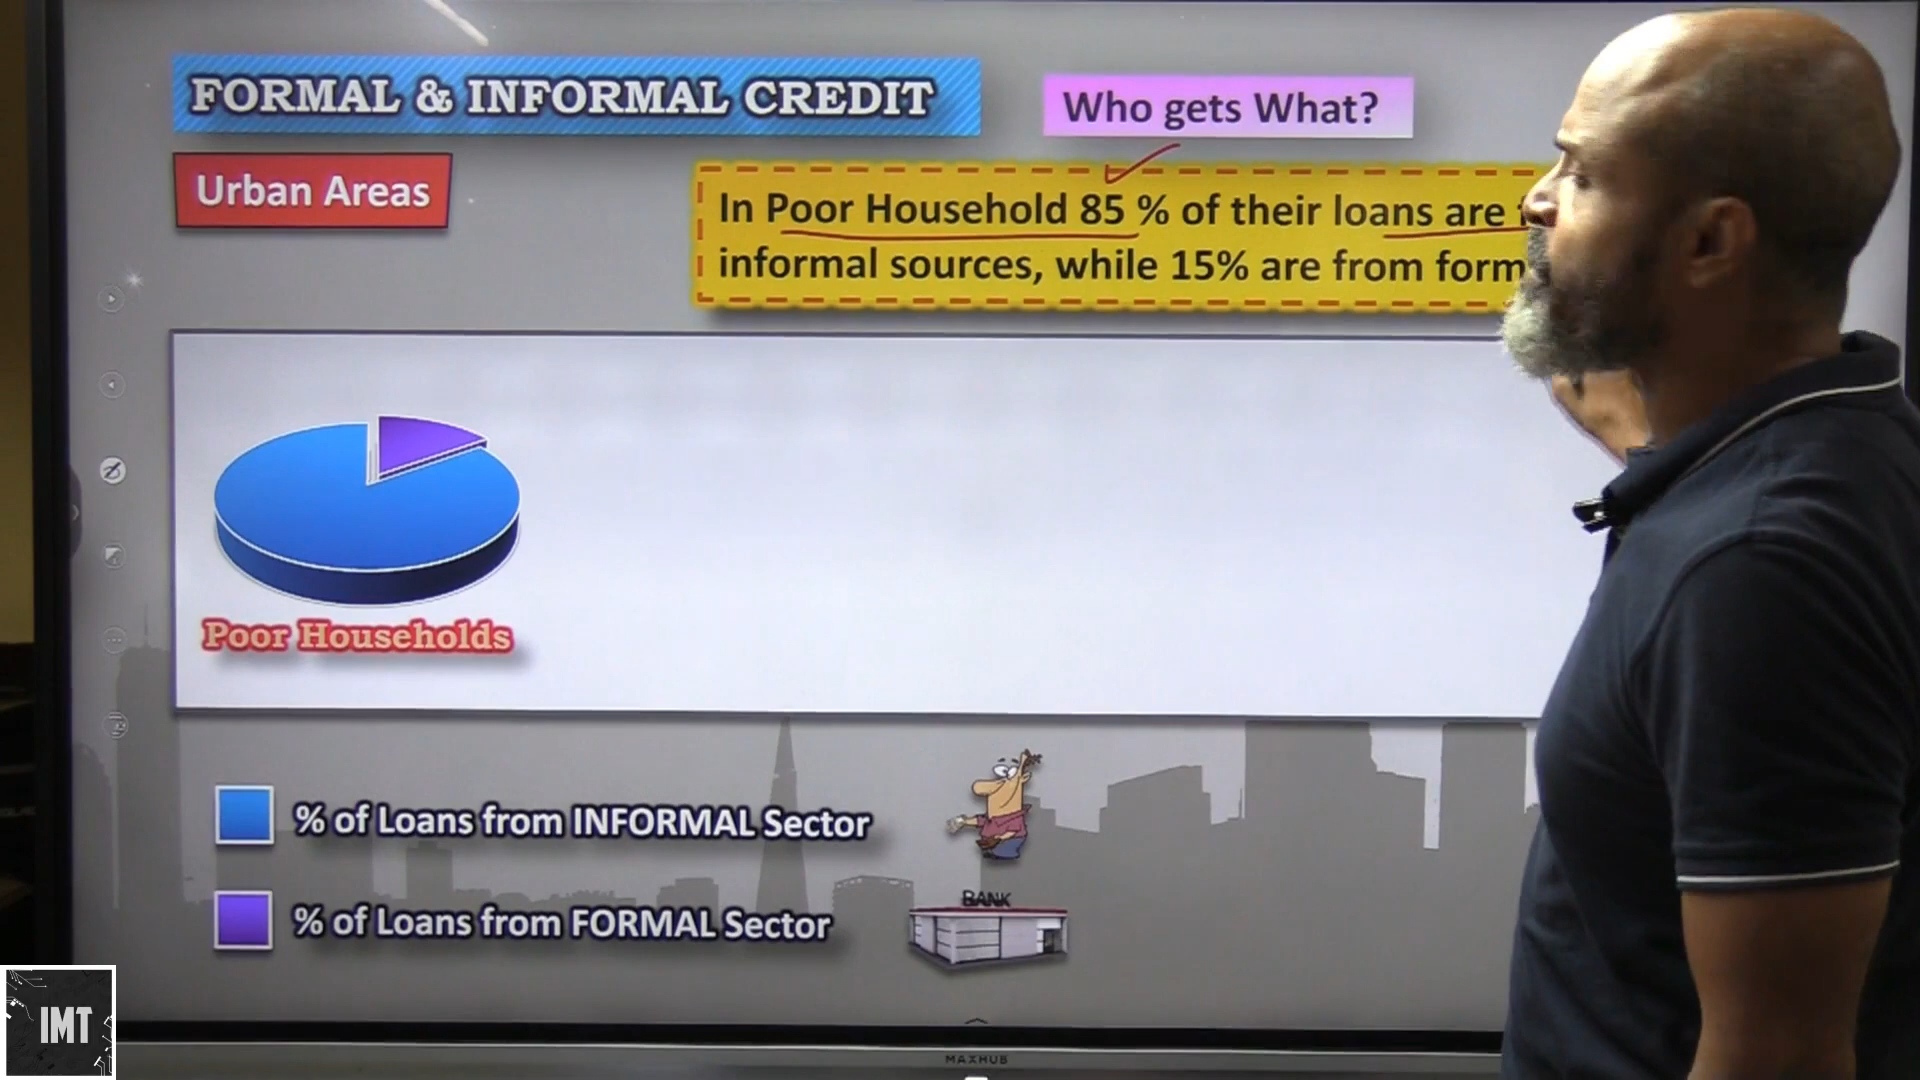 FORMAL & INFORMAL CREDIT
Who gets What?
Urban Areas
In Poor Household 85 % of their loans are
informal sources, while 15% are from
Poor Households
% of Loans from INFORMAL Sector
BANK
% of Loans from FORMAL Sector
IMT
MAXHUB